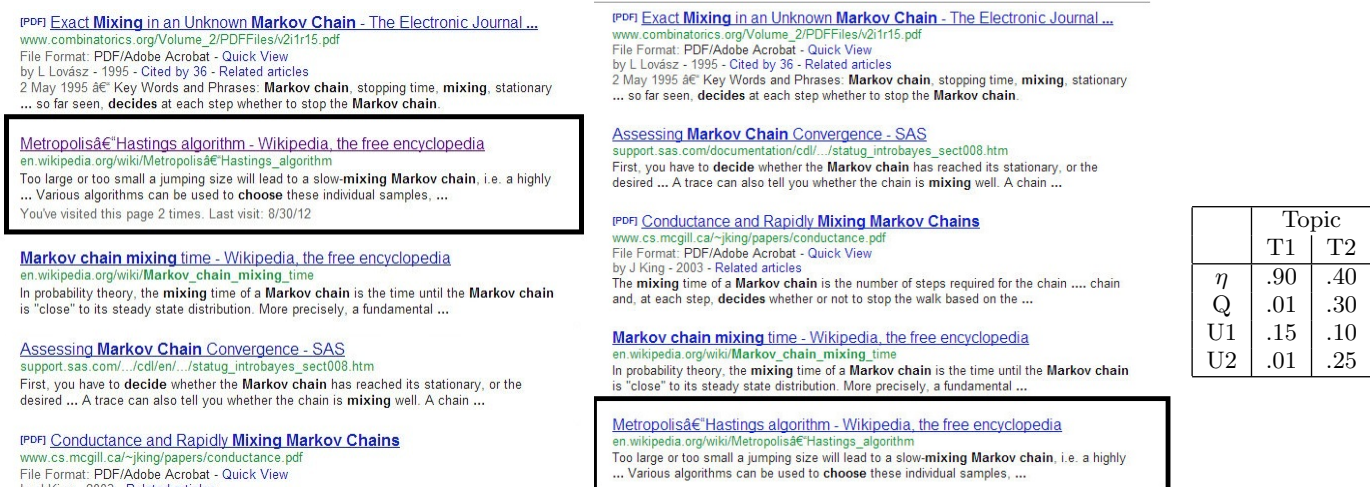 [PDF] Exact Mixing in an Unknown Markov Chain - The Electronic Journal ...
www.combinatorics.org/Volume_2/PDFFiles/v2i1r15.pdf
File Format: PDF/Adobe Acrobat - Quick View
by L Lovász - 1995 - Cited by 36 - Related articles
2 May 1995 â€“ Key Words and Phrases: Markov chain, stopping time, mixing, stationary
... so far seen, decides at each step whether to stop the Markov chain.
Metropolisâ€“Hastings algorithm - Wikipedia, the free encyclopedia
en.wikipedia.org/wiki/Metropolisâ€“Hastings_algorithm
Too large or too small a jumping size will lead to a slow-mixing Markov chain, i.e. a highly
... Various algorithms can be used to choose these individual samples, ...
You've visited this page 2 times. Last visit: 8/30/12
Markov chain mixing time - Wikipedia, the free encyclopedia
en.wikipedia.org/wiki/Markov_chain_mixing_time
In probability theory, the mixing time of a Markov chain is the time until the Markov chain
is "close" to its steady state distribution. More precisely, a fundamental ...
Assessing Markov Chain Convergence - SAS
support.sas.com/.../cdl/en/.../statug_introbayes_sect008.htm
First, you have to decide whether the Markov chain has reached its stationary, or the
desired ... A trace can also tell you whether the chain is mixing well. A chain ...
[PDF] Conductance and Rapidly Mixing Markov Chains
www.cs.mcgill.ca/~jking/papers/conductance.pdf
File Format: PDF/Adobe Acrobat - Quick View
[PDF] Exact Mixing in an Unknown Markov Chain - The Electronic Journal ...
www.combinatorics.org/Volume_2/PDFFiles/v2i1r15.pdf
File Format: PDF/Adobe Acrobat - Quick View
by L Lovász - 1995 - Cited by 36 - Related articles
2 May 1995 â€“ Key Words and Phrases: Markov chain, stopping time, mixing, stationary
... so far seen, decides at each step whether to stop the Markov chain.
Assessing Markov Chain Convergence - SAS
support.sas.com/documentation/cdl/.../statug_introbayes_sect008.htm
First, you have to decide whether the Markov chain has reached its stationary, or the
desired ... A trace can also tell you whether the chain is mixing well. A chain ...
[PDF] Conductance and Rapidly Mixing Markov Chains
www.cs.mcgill.ca/~jking/papers/conductance.pdf
File Format: PDF/Adobe Acrobat - Quick View
by J King - 2003 - Related articles
The mixing time of a Markov Chain is the number of steps required for the chain .... chain
and, at each step, decides whether or not to stop the walk based on the ...
Markov chain mixing time - Wikipedia, the free encyclopedia
en.wikipedia.org/wiki/Markov_chain_mixing_time
In probability theory, the mixing time of a Markov chain is the time until the Markov chain
is "close" to its steady state distribution. More precisely, a fundamental ...
Metropolisâ€“Hastings algorithm - Wikipedia, the free encyclopedia
en.wikipedia.org/wiki/Metropolisâ€“Hastings_algorithm
Too large or too small a jumping size will lead to a slow-mixing Markov chain, i.e. a highly
... Various algorithms can be used to choose these individual samples, ...
Topic
T1 T2
η .90 .40
Q .01 .30
U1 .15 .10
U2 .01 .25